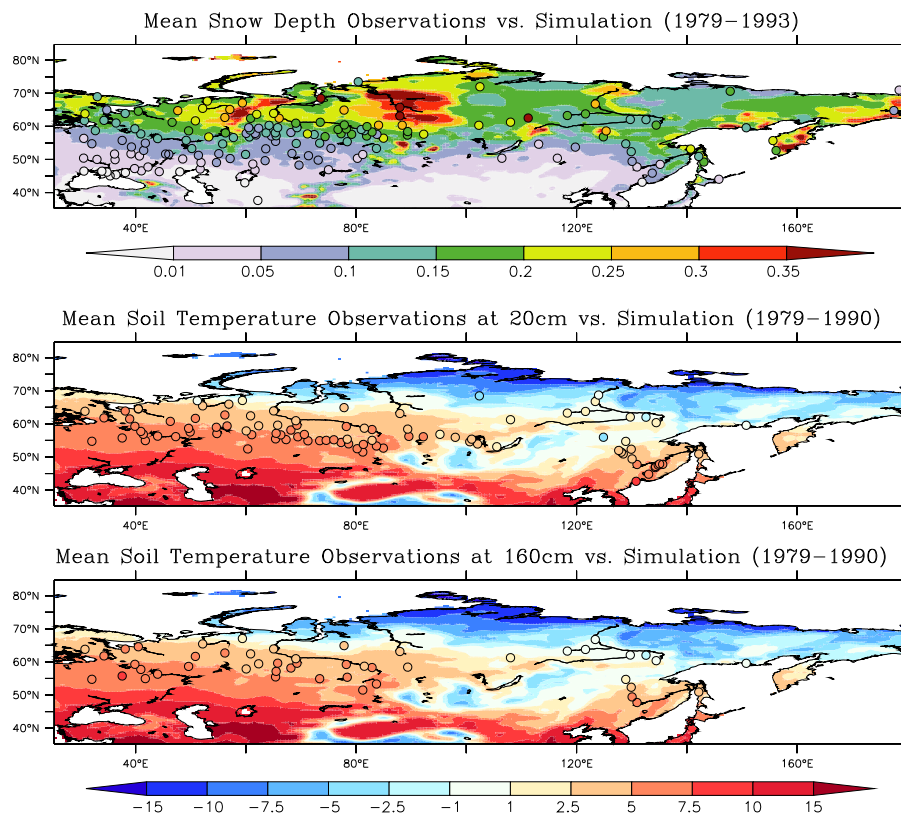 Mean Snow Depth Observations vs. Simulation (1979−1993)
80°N
70°N
60°N
50°N
40°N
40°E 80°E 120°E 160°E
0.01 0.05 0.1 0.15 0.2 0.25 0.3 0.35
Mean Soil Temperature Observations at 20cm vs. Simulation (1979−1990)
80°N
70°N
60°N
50°N
40°N
40°E 80°E 120°E 160°E
Mean Soil Temperature Observations at 160cm vs. Simulation (1979−1990)
80°N
70°N
60°N
50°N
40°N
40°E 80°E 120°E 160°E
−15 −10 −7.5 −5 −2.5 −1 1 2.5 5 7.5 10 15